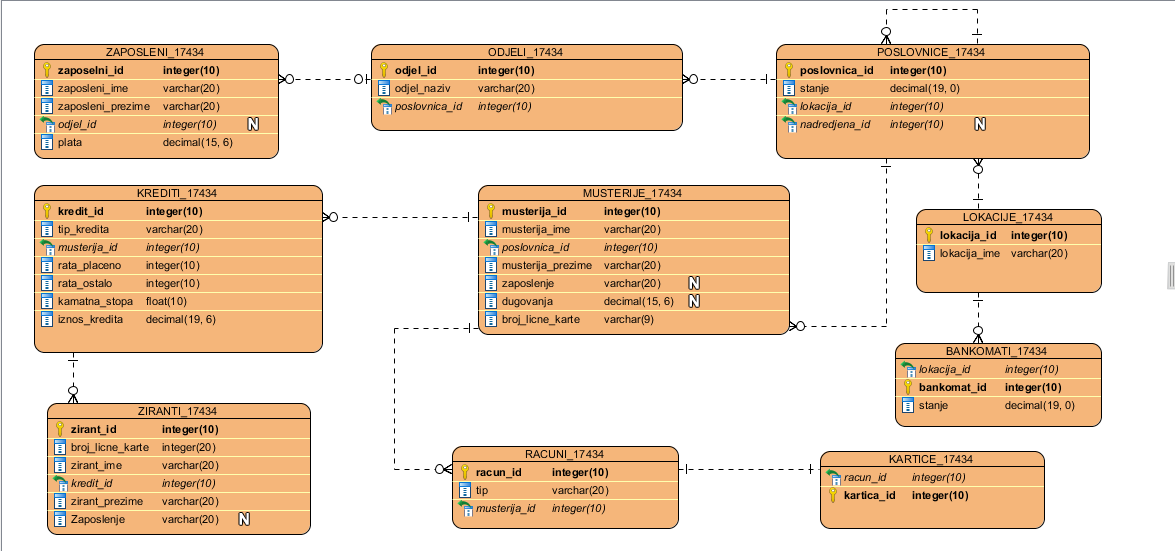 ZAPOSLENI_17434
zaposelni_id integer(10)
zaposleni_ime varchar(20)
zaposleni_prezime varchar(20)
odjel_id integer(10) N
plata decimal(15, 6)
ODJELI_17434
odjel_id integer(10)
odjel_naziv varchar(20)
poslovnica_id integer(10)
POSLOVNICE_17434
poslovnica_id integer(10)
stanje decimal(19, 0)
lokacija_id integer(10)
nadredjena_id integer(10) N
KREDITI_17434
kredit_id integer(10)
tip_kredita varchar(20)
musterija_id integer(10)
rata_placeno integer(10)
rata_ostalo integer(10)
kamatna_stopa float(10)
iznos_kredita decimal(19, 6)
MUSTERIJE_17434
musterija_id integer(10)
musterija_ime varchar(20)
poslovnica_id integer(10)
musterija_prezime varchar(20)
zaposlenje varchar(20) N
dugovanja decimal(15, 6) N
broj_licne_karte varchar(9)
LOKACIJE_17434
lokacija_id integer(10)
lokacija_ime varchar(20)
BANKOMATI_17434
lokacija_id integer(10)
bankomat_id integer(10)
stanje decimal(19, 0)
ZIRANTI_17434
zirant_id integer(10)
broj_licne_karte integer(20)
zirant_ime varchar(20)
kredit_id integer(10)
zirant_prezime varchar(20)
Zaposlenje varchar(20) N
RACUNI_17434
racun_id integer(10)
tip varchar(20)
musterija_id integer(10)
KARTICE_17434
racun_id integer(10)
kartica_id integer(10)